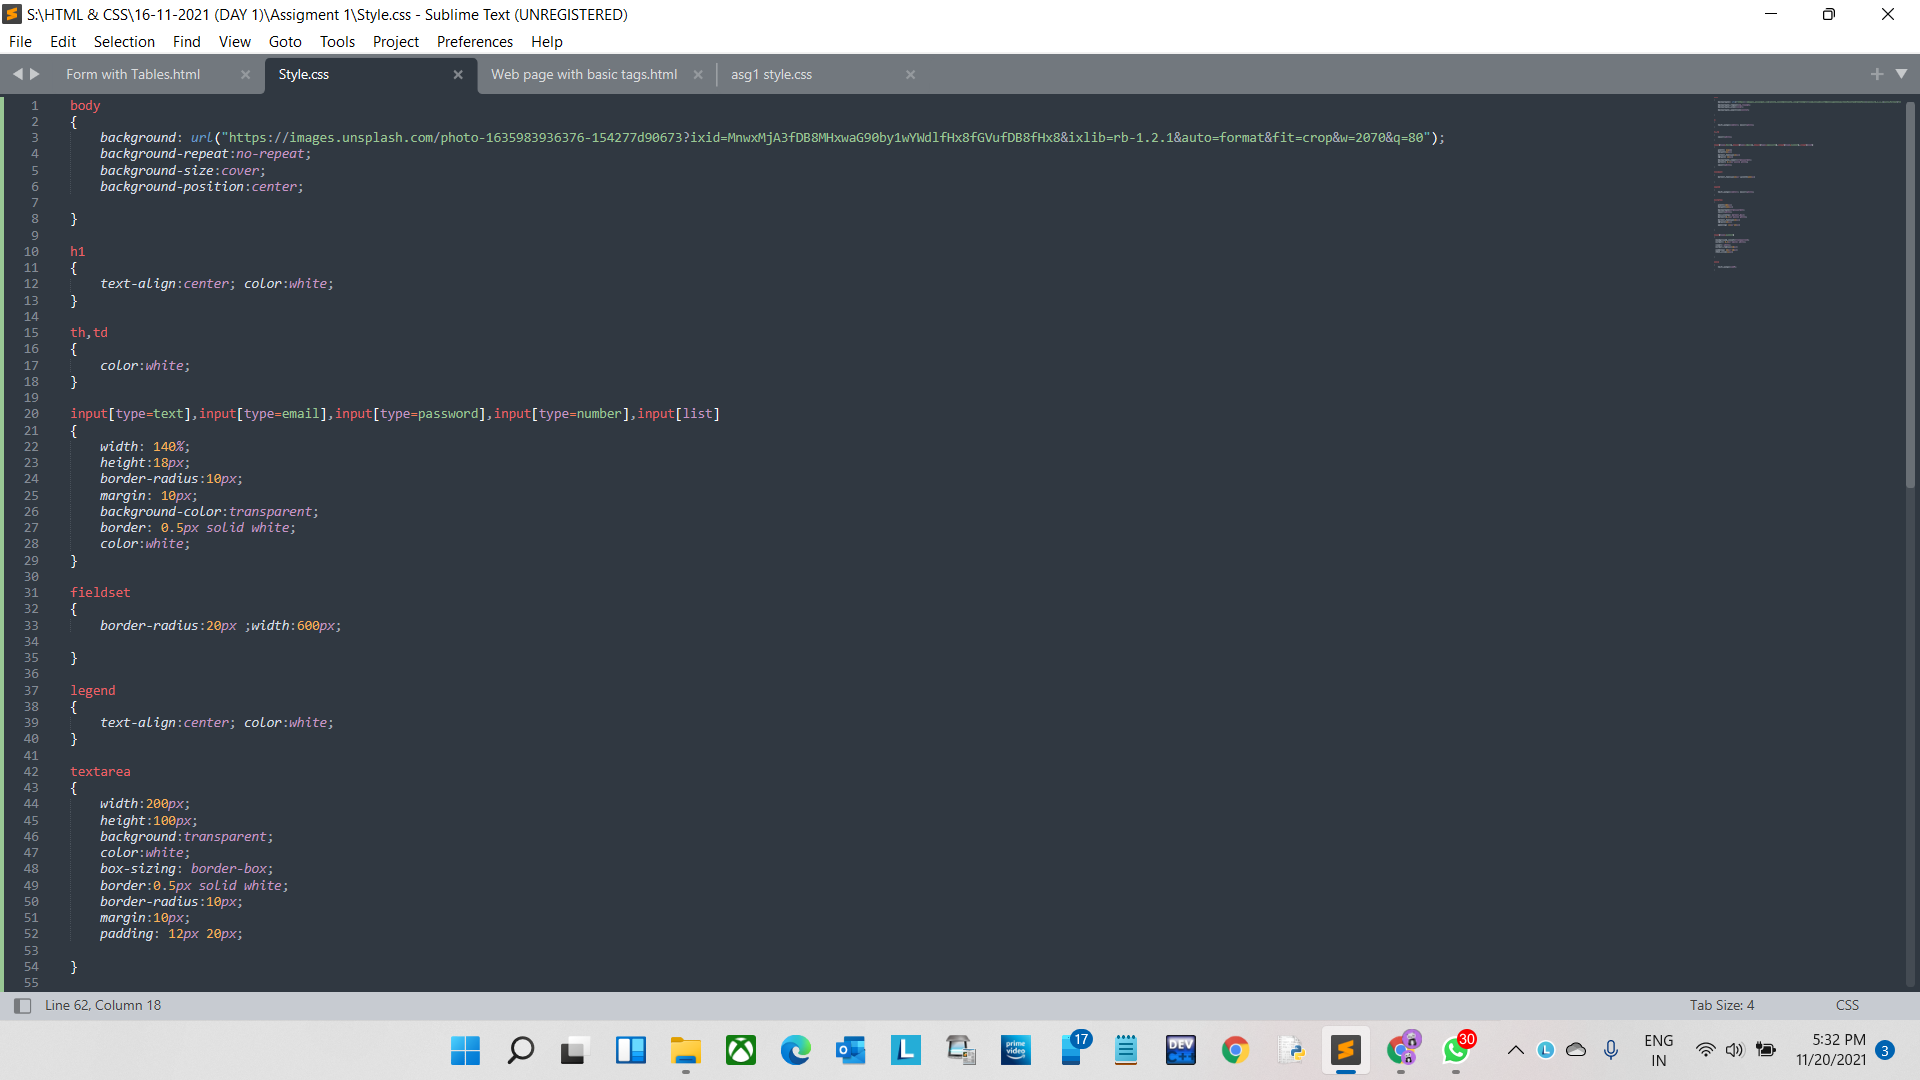 S:\HTML & CSS\16-11-2021 (DAY 1)\Assigment 1\Style.css - Sublime Text (UNREGISTERED)
File Edit Selection Find View Goto Tools Project Preferences Help
Form with Tables.html Style.css Web page with basic tags.html asg1 style.css
1 body
2 {
3 background: url("https://images.unsplash.com/photo-1635983936376-154277d90673?ixid=MnwxMjA3fDB8MHxwaG90by1wYWdlfHx8fGVufDB8fHx8&ixlib=rb-1.2.1&auto=format&fit=crop&w=2070&q=80");
4 background-repeat:no-repeat;
5 background-size:cover;
6 background-position:center;
7
8 }
9
10 h1
11 {
12 text-align:center; color:white;
13 }
14
15 th,td
16 {
17 color:white;
18 }
19
20 input[type=text],input[type=email],input[type=password],input[type=number],input[list]
21 {
22 width: 140%;
23 height:18px;
24 border-radius:10px;
25 margin: 10px;
26 background-color:transparent;
27 border: 0.5px solid white;
28 color:white;
29 }
30
31 fieldset
32 {
33 border-radius:20px ;width:600px;
34
35 }
36
37 legend
38 {
39 text-align:center; color:white;
40 }
41
42 textarea
43 {
44 width:200px;
45 height:100px;
46 background:transparent;
47 color:white;
48 box-sizing: border-box;
49 border:0.5px solid white;
50 border-radius:10px;
51 margin:10px;
52 padding: 12px 20px;
53
54 }
55
Line 62, Column 18 Tab Size: 4 CSS
L prime video 17 DEV C++ 30 L ENG IN 5:32 PM 11/20/2021 3